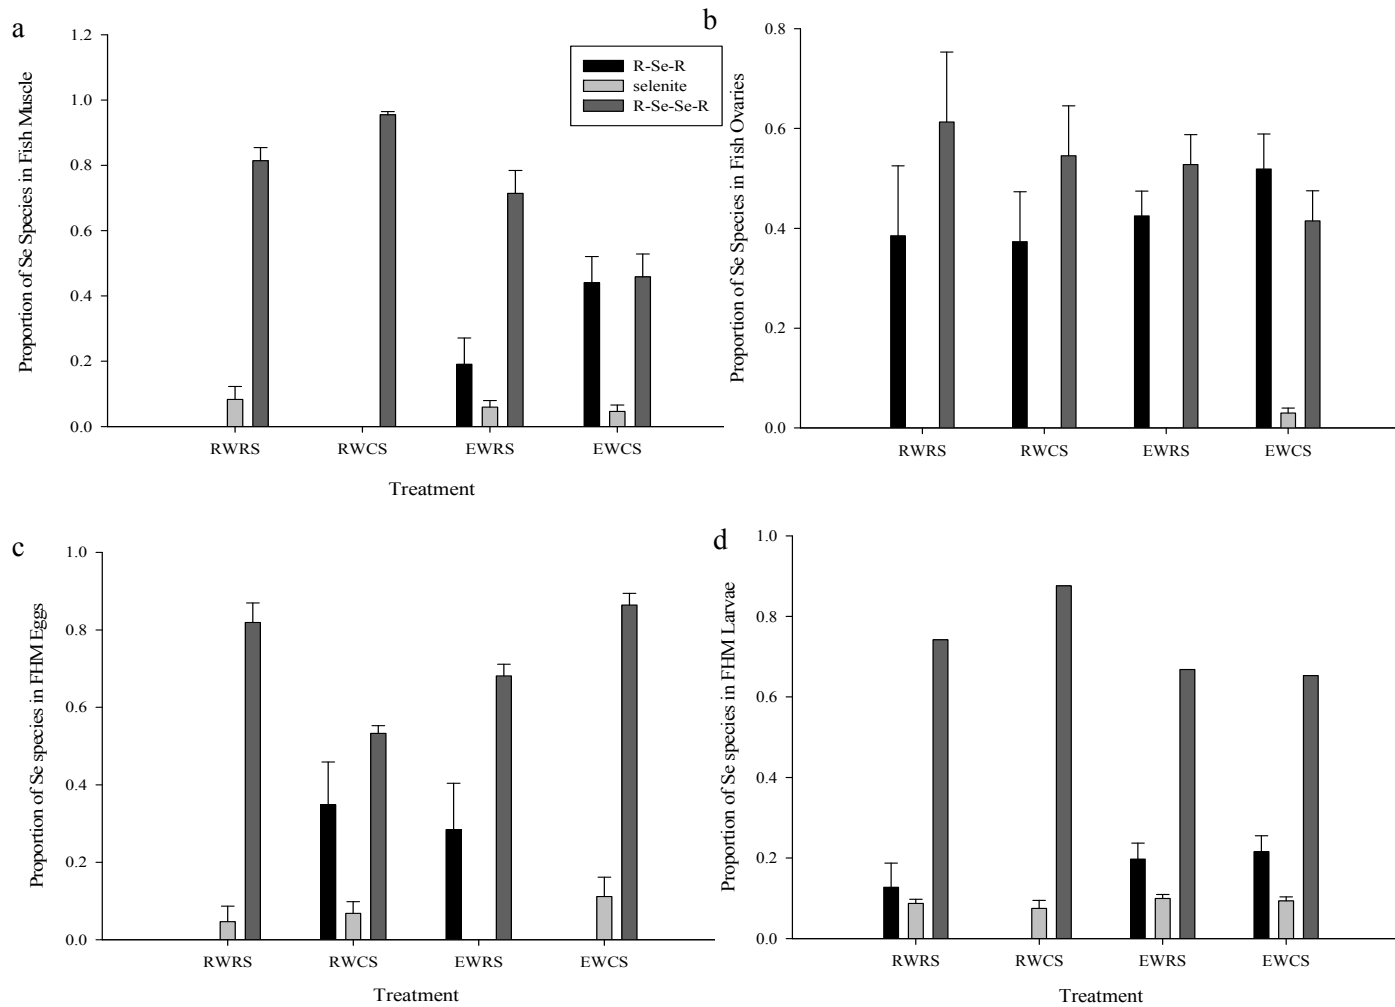 a
1.2
1.0
0.8
0.6
0.4
0.2
0.0
Proportion of Se Species in Fish Muscle
R-Se-R
selenite
R-Se-Se-R
RWRS RWCS EWRS EWCS
Treatment
b
0.8
0.6
0.4
0.2
0.0
Proportion of Se Species in Fish Ovaries
RWRS RWCS EWRS EWCS
c
1.0
0.8
0.6
0.4
0.2
0.0
Proportion of Se species in FHM Eggs
RWRS RWCS EWRS EWCS
Treatment
d
1.0
0.8
0.6
0.4
0.2
0.0
Proportion of Se species in FHM Larvae
RWRS RWCS EWRS EWCS
Treatment